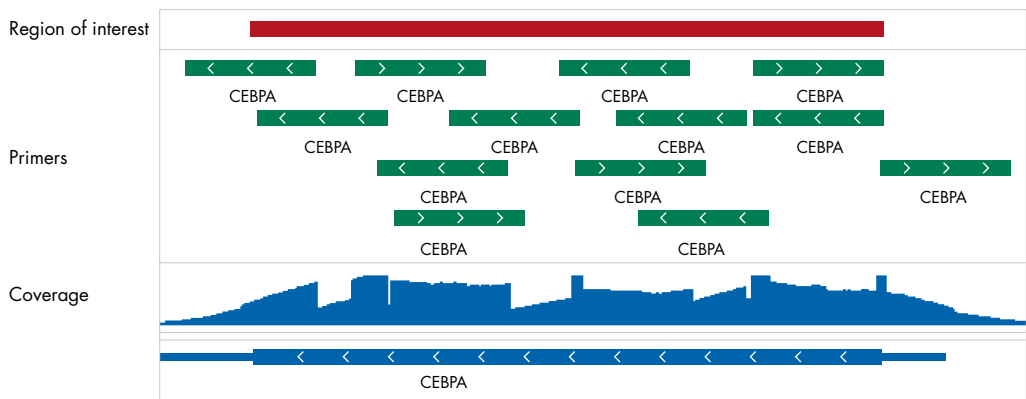 Region of interest
CEBPA CEBPA CEBPA CEBPA
CEBPA CEBPA CEBPA CEBPA
Primers
CEBPA CEBPA CEBPA
CEBPA CEBPA
Coverage
CEBPA